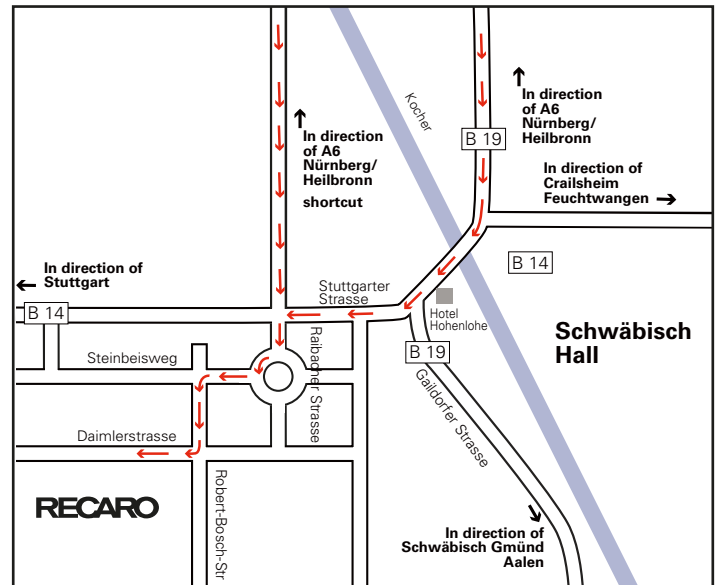 Kocher
In direction
of A6
Nürnberg/
Heilbronn
B 19
In direction
of A6
Nürnberg/
Heilbronn
shortcut
In direction of
Crailsheim
Feuchtwangen
B 14
In direction of
Stuttgart
B 14
Stuttgarter
Strasse
Hotel
Hohenlohe
Schwäbisch
Hall
B 19
Steinbeisweg
Raibacher Strasse
Gaildorfer Strasse
Daimlerstrasse
Robert-Bosch-Str
RECARO
In direction of
Schwäbisch Gmünd
Aalen